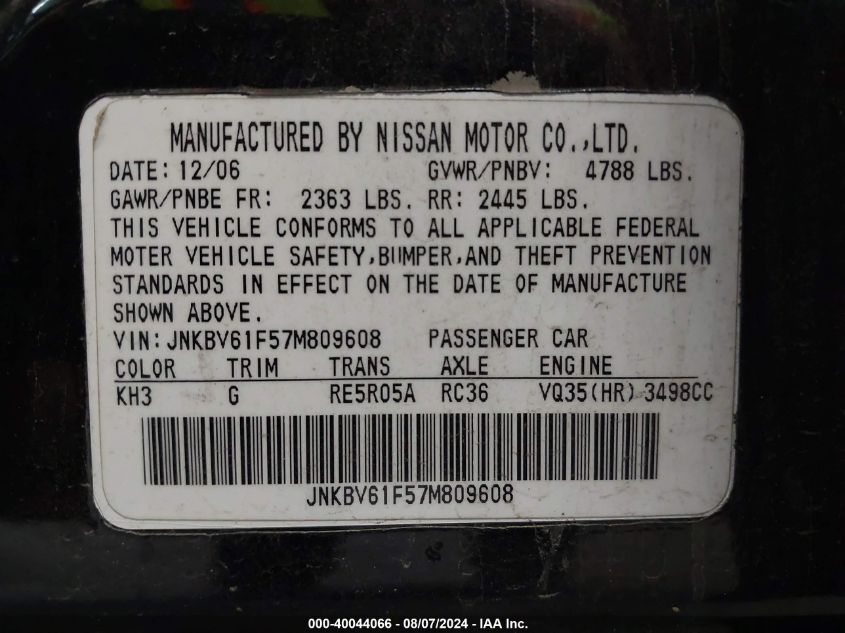 MANUFACTURED BY NISSAN MOTOR CO.,LTD.
DATE: 12/06 GVWR/PNBV: 4788 LBS.
GAWR/PNBE FR: 2363 LBS. RR: 2445 LBS.
THIS VEHICLE CONFORMS TO ALL APPLICABLE FEDERAL
MOTER VEHICLE SAFETY,BUMPER,AND THEFT PREVENTION
STANDARDS IN EFFECT ON THE DATE OF MANUFACTURE
SHOWN ABOVE.
VIN: JNKBV61F57M809608 PASSENGER CAR
COLOR TRIM TRANS AXLE ENGINE
KH3 G RE5R05A RC36 VQ35(HR) 3498CC
JNKBV61F57M809608
000-40044066 - 08/07/2024 - IAA Inc.